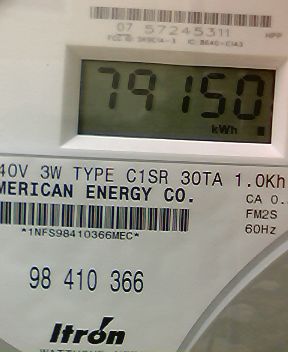 07 57245311
HPP
79150
kWh
40V 3W TYPE C1SR 30TA 1.0Kh
MERICAN ENERGY CO.
CA 0.
FM2S
60Hz
*1NFS98410366MEC*
98 410 366
Itron